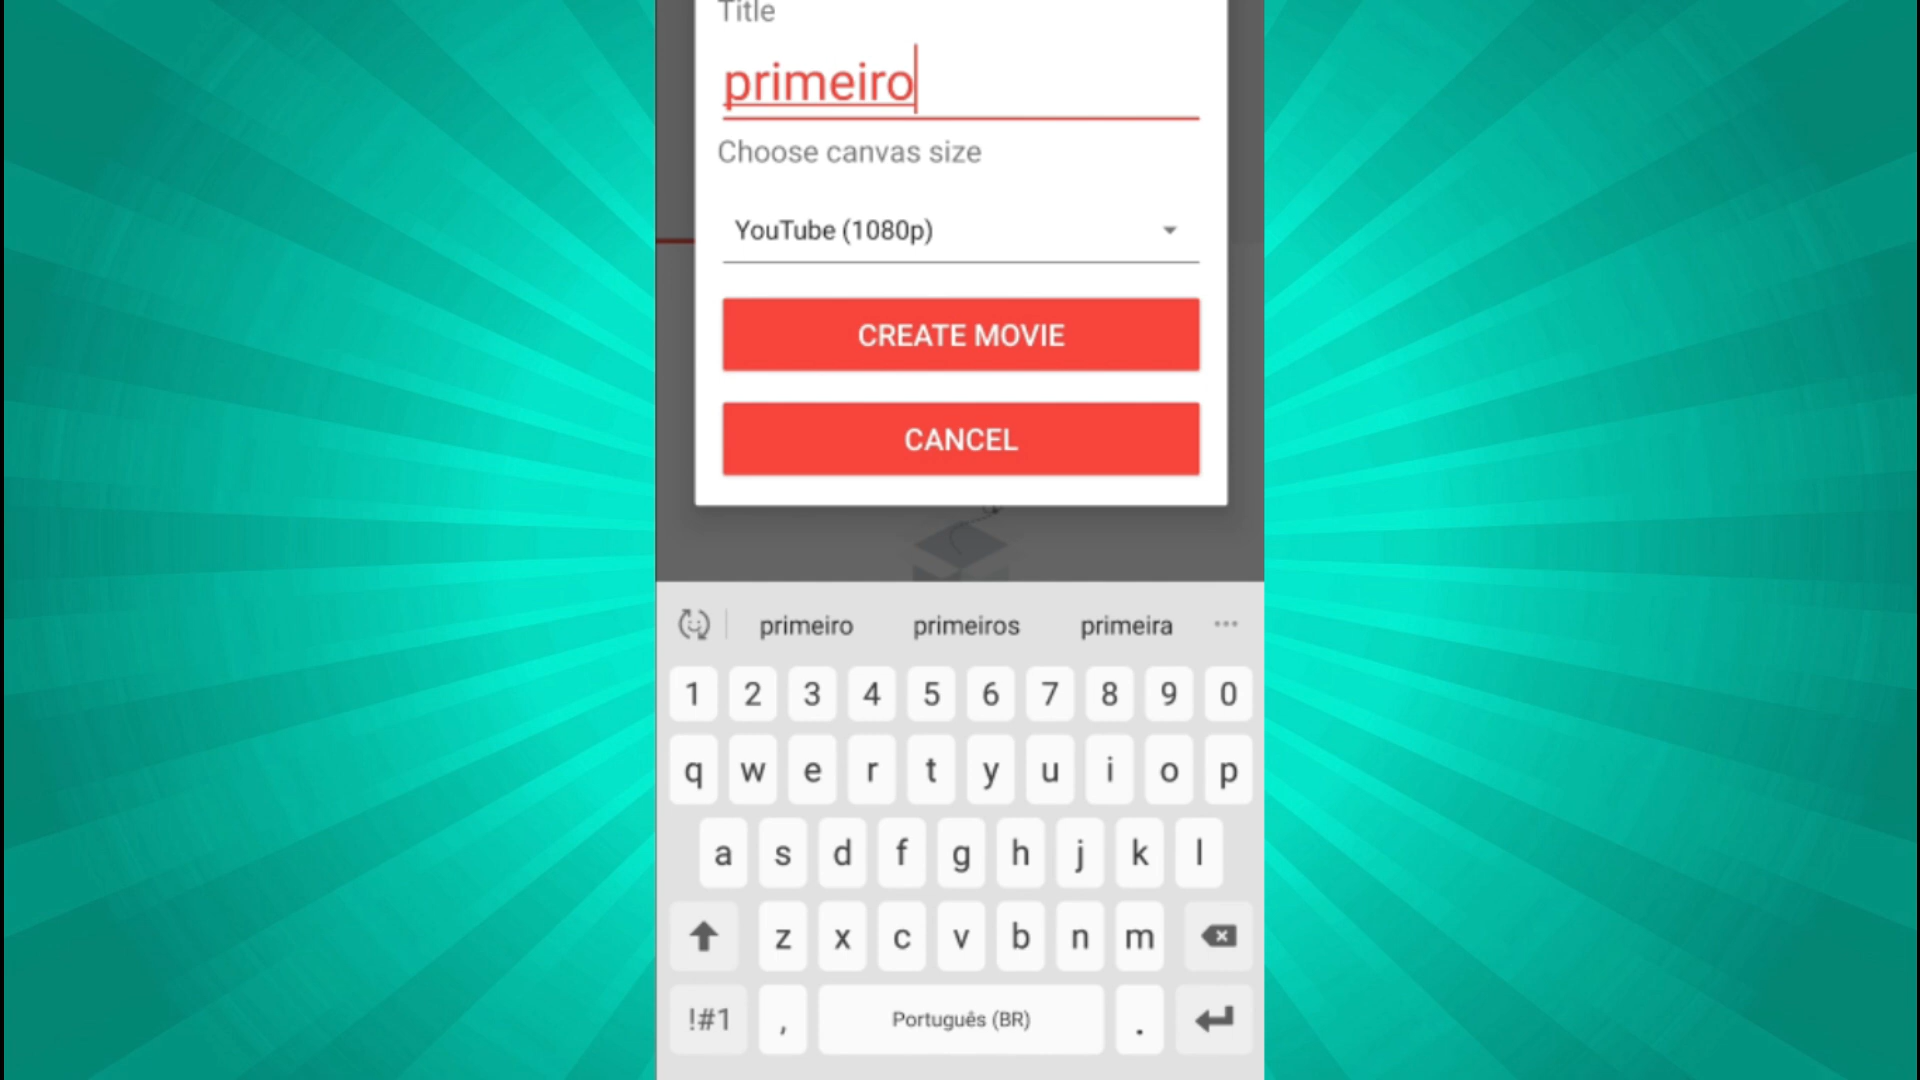 Title
primeiro
Choose canvas size
YouTube (1080p)
CREATE MOVIE
CANCEL
primeiro primeiros primeira ...
1 2 3 4 5 6 7 8 9 0
q w e r t y u i o p
a s d f g h j k l
z x c v b n m
!#1 , Português (BR) .